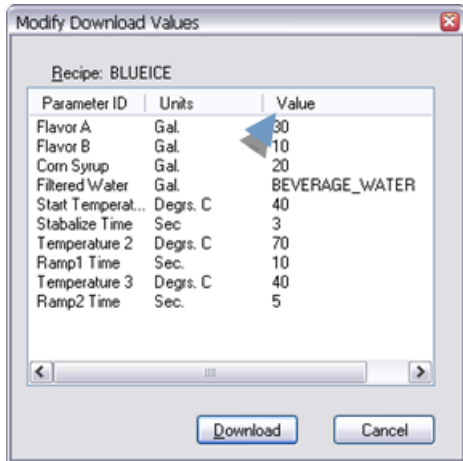 Modify Download Values
Recipe: BLUEICE
Parameter ID Units Value
Flavor A Gal. 30
Flavor B Gal. 10
Corn Syrup Gal. 20
Filtered Water Gal. BEVERAGE_WATER
Start Temperat... Degrs. C 40
Stabalize Time Sec 3
Temperature 2 Degrs. C 70
Ramp1 Time Sec. 10
Temperature 3 Degrs. C 40
Ramp2 Time Sec. 5
Download Cancel